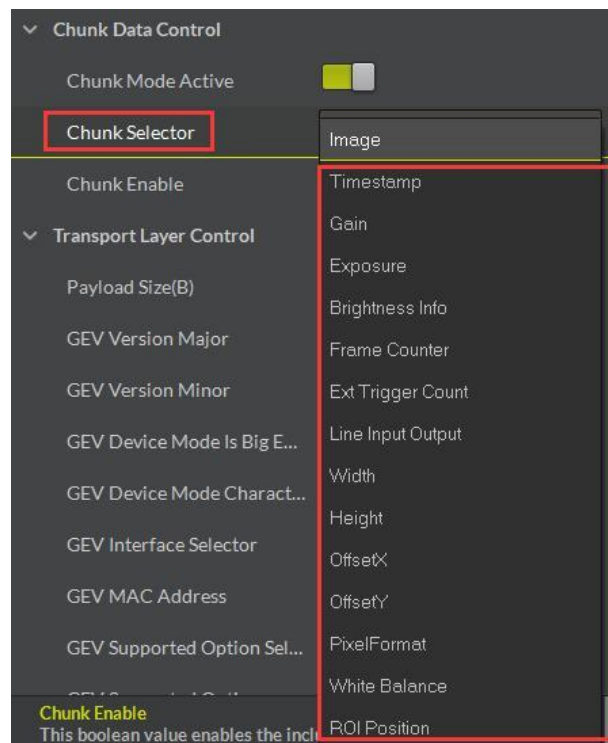 Chunk Data Control
Chunk Mode Active
Chunk Selector
Image
Chunk Enable
Timestamp
Gain
Transport Layer Control
Exposure
Payload Size(B)
Brightness Info
GEV Version Major
Frame Counter
GEV Version Minor
Ext Trigger Count
GEV Device Mode Is Big E...
Line Input Output
Width
GEV Device Mode Charact...
Height
GEV Interface Selector
OffsetX
GEV MAC Address
OffsetY
GEV Supported Option Sel...
PixelFormat
White Balance
Chunk Enable
ROI Position
This boolean value enables the